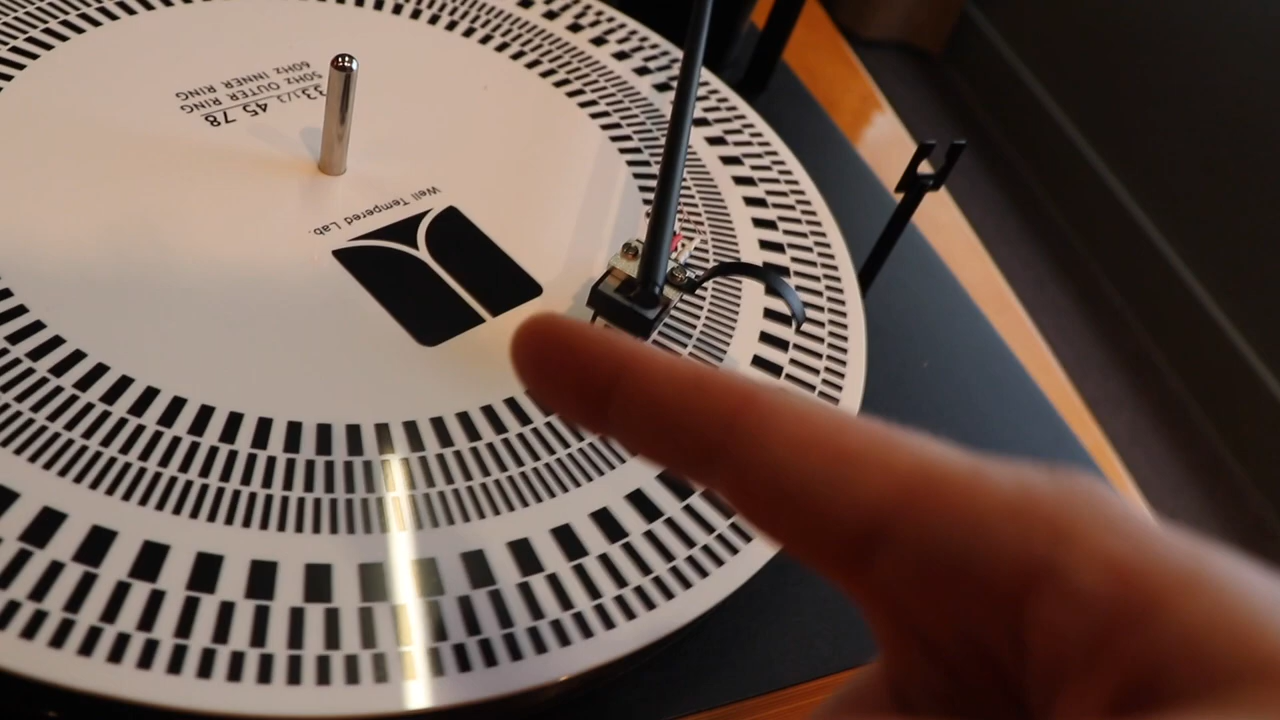 33 1/3 45 78
50Hz OUTER RING
60Hz INNER RING
Well Tempered Lab.